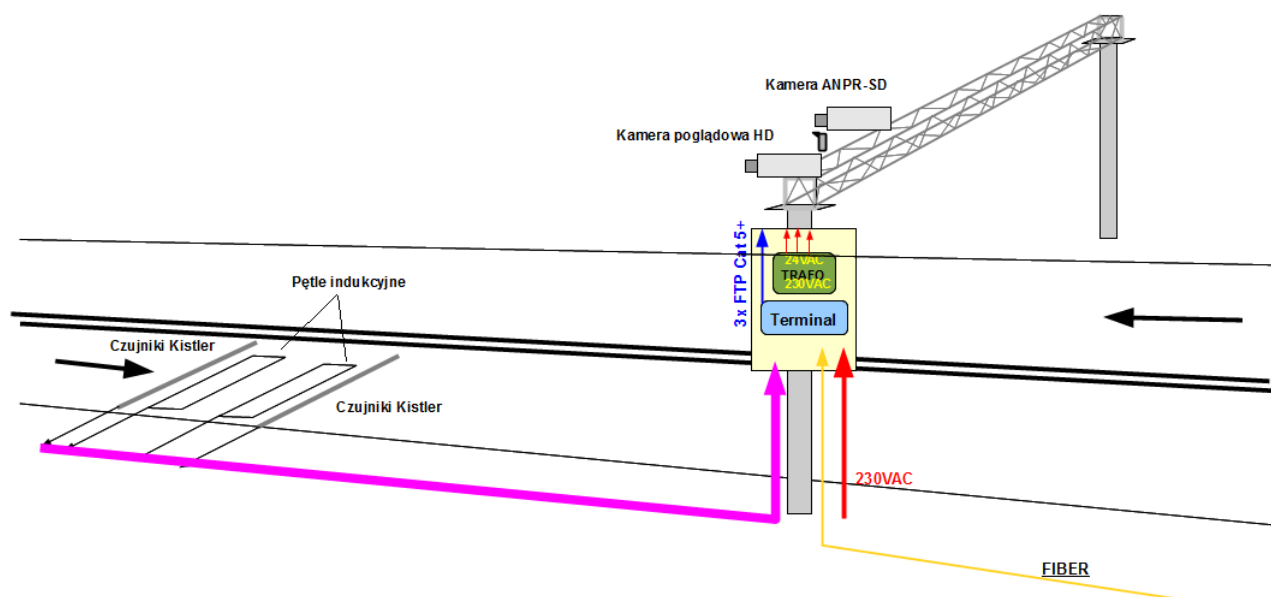 Kamera ANPR-SD
Kamera poglądowa HD
3x FTP Cat 5+
24VAC
TRAFO
230VAC
Terminal
Pętle indukcyjne
Czujniki Kistler
Czujniki Kistler
230VAC
FIBER